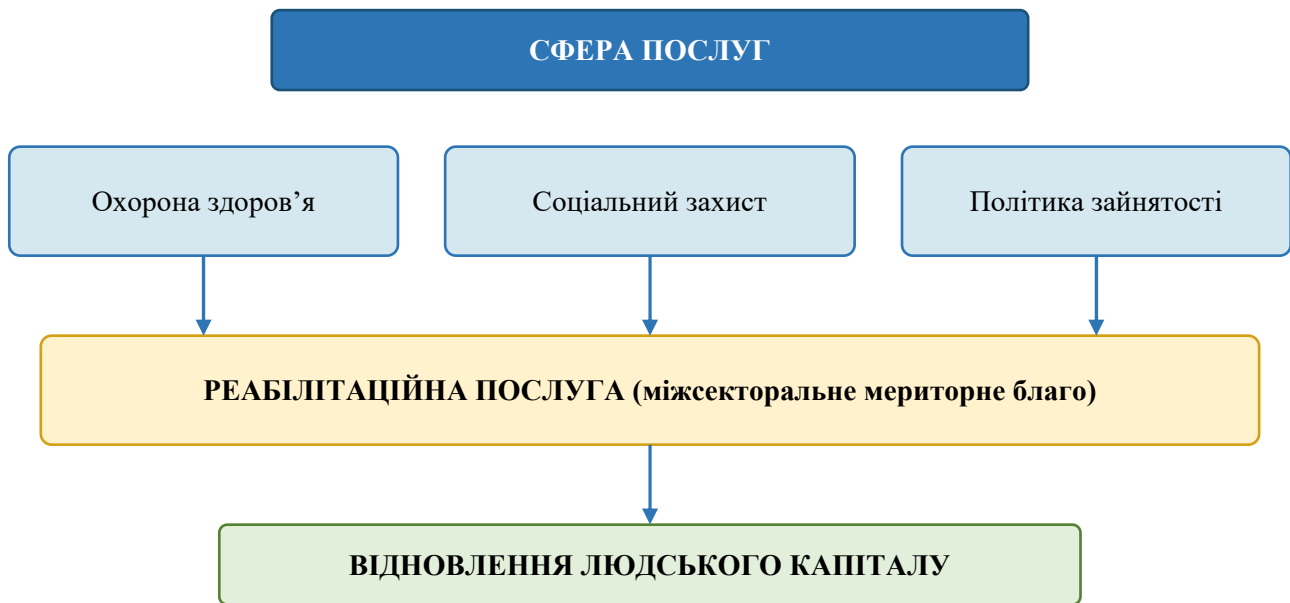 СФЕРА ПОСЛУГ
Охорона здоров’я
Соціальний захист
Політика зайнятості
РЕАБІЛІТАЦІЙНА ПОСЛУГА (міжсекторальне мериторне благо)
ВІДНОВЛЕННЯ ЛЮДСЬКОГО КАПІТАЛУ